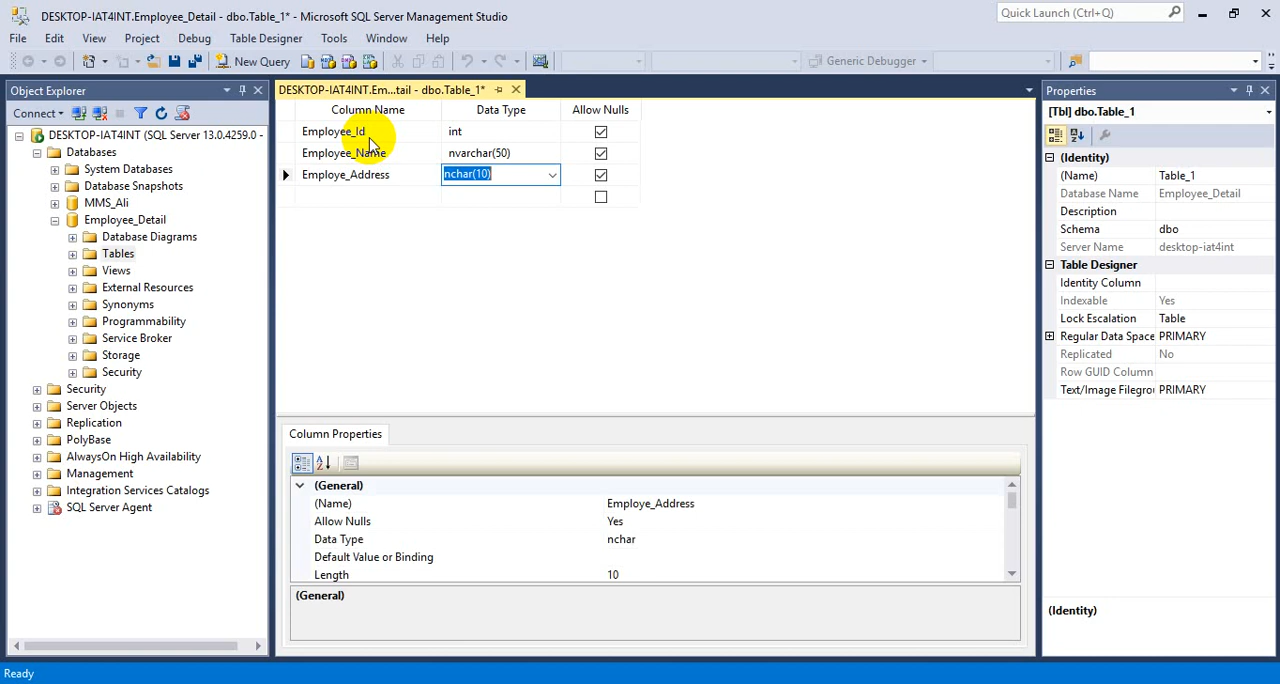 DESKTOP-IAT4INT.Employee_Detail - dbo.Table_1* - Microsoft SQL Server Management Studio
Quick Launch (Ctrl+Q)
File Edit View Project Debug Table Designer Tools Window Help
New Query
Generic Debugger
Object Explorer
Connect
DESKTOP-IAT4INT (SQL Server 13.0.4259.0 -
Databases
System Databases
Database Snapshots
MMS_Ali
Employee_Detail
Database Diagrams
Tables
Views
External Resources
Synonyms
Programmability
Service Broker
Storage
Security
Security
Server Objects
Replication
PolyBase
AlwaysOn High Availability
Management
Integration Services Catalogs
SQL Server Agent
DESKTOP-IAT4INT.Em...tail - dbo.Table_1*
Column Name Data Type Allow Nulls
Employee_Id int
Employee_Name nvarchar(50)
Employe_Address nchar(10)
Column Properties
(General)
(Name) Employe_Address
Allow Nulls Yes
Data Type nchar
Default Value or Binding
Length 10
(General)
Properties
[Tbl] dbo.Table_1
(Identity)
(Name) Table_1
Database Name Employee_Detail
Description
Schema dbo
Server Name desktop-iat4int
Table Designer
Identity Column
Indexable Yes
Lock Escalation Table
Regular Data Space PRIMARY
Replicated No
Row GUID Column
Text/Image Filegro PRIMARY
(Identity)
Ready